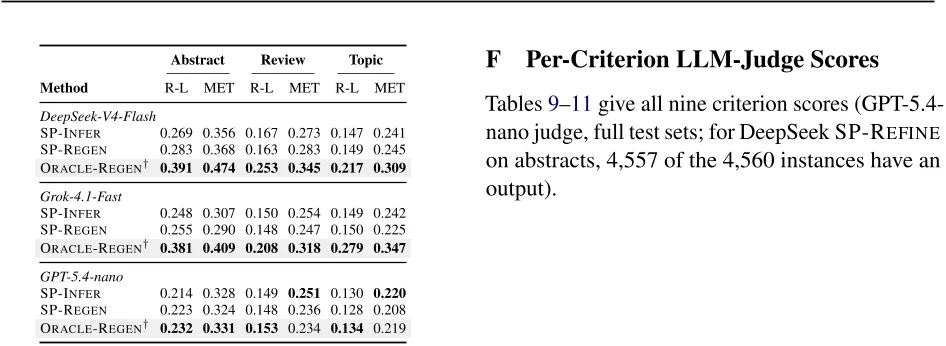 Abstract Review Topic
Method R-L MET R-L MET R-L MET
DeepSeek-V4-Flash
SP-INFER 0.269 0.356 0.167 0.273 0.147 0.241
SP-REGEN 0.283 0.368 0.163 0.283 0.149 0.245
ORACLE-REGEN† 0.391 0.474 0.253 0.345 0.217 0.309
Grok-4.1-Fast
SP-INFER 0.248 0.307 0.150 0.254 0.149 0.242
SP-REGEN 0.255 0.290 0.148 0.247 0.150 0.225
ORACLE-REGEN† 0.381 0.409 0.208 0.318 0.279 0.347
GPT-5.4-nano
SP-INFER 0.214 0.328 0.149 0.251 0.130 0.220
SP-REGEN 0.223 0.324 0.148 0.236 0.128 0.208
ORACLE-REGEN† 0.232 0.331 0.153 0.234 0.134 0.219
F Per-Criterion LLM-Judge Scores
Tables 9–11 give all nine criterion scores (GPT-5.4-
nano judge, full test sets; for DeepSeek SP-REFINE
on abstracts, 4,557 of the 4,560 instances have an
output).